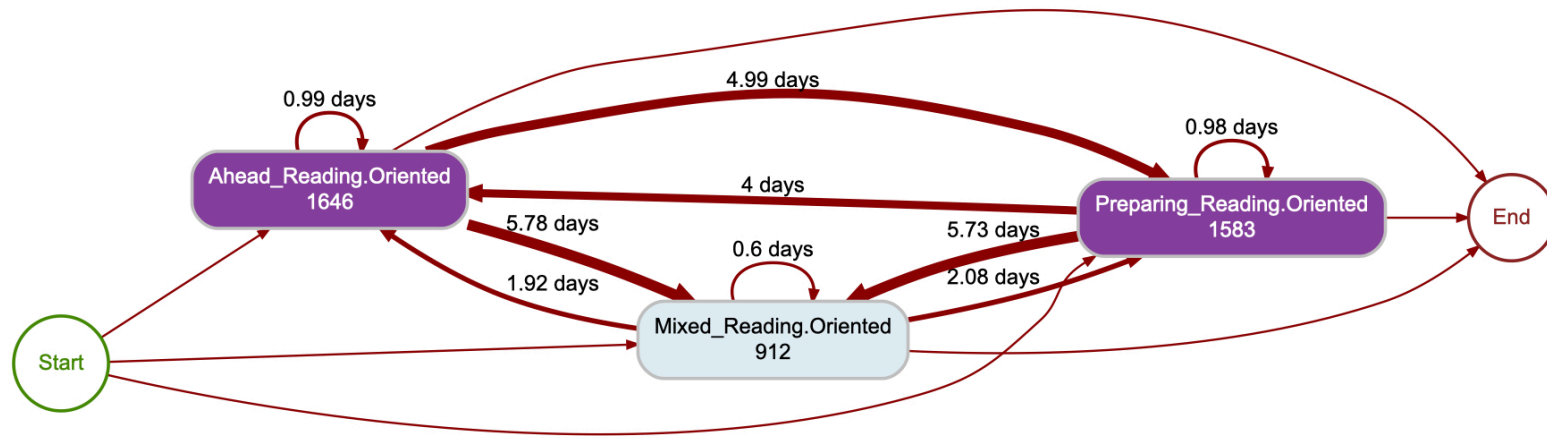 4.99 days
0.99 days
0.98 days
Ahead_Reading.Oriented
1646
4 days
Preparing_Reading.Oriented
1583
End
5.78 days
5.73 days
0.6 days
1.92 days
2.08 days
Mixed_Reading.Oriented
912
Start